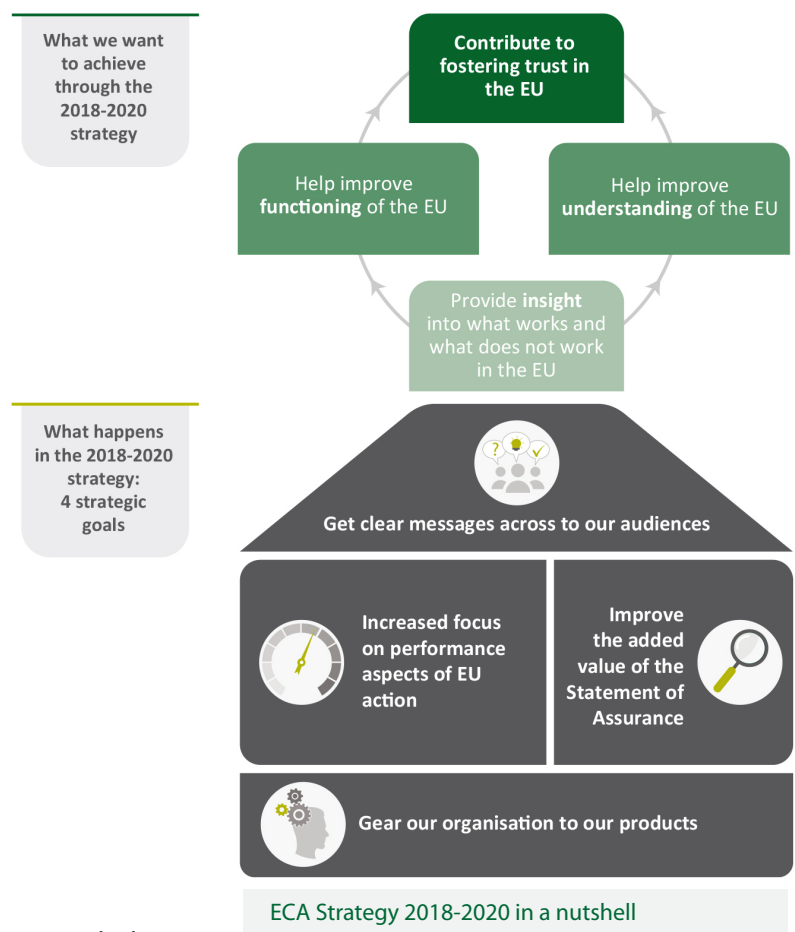 What we want
to achieve
through the
2018-2020
strategy
Contribute to
fostering trust in
the EU
Help improve
functioning of the EU
Help improve
understanding of the EU
Provide insight
into what works and
what does not work
in the EU
What happens
in the 2018-2020
strategy:
4 strategic
goals
?
Get clear messages across to our audiences
Increased focus
on performance
aspects of EU
action
Improve
the added
value of the
Statement of
Assurance
Gear our organisation to our products
ECA Strategy 2018-2020 in a nutshell